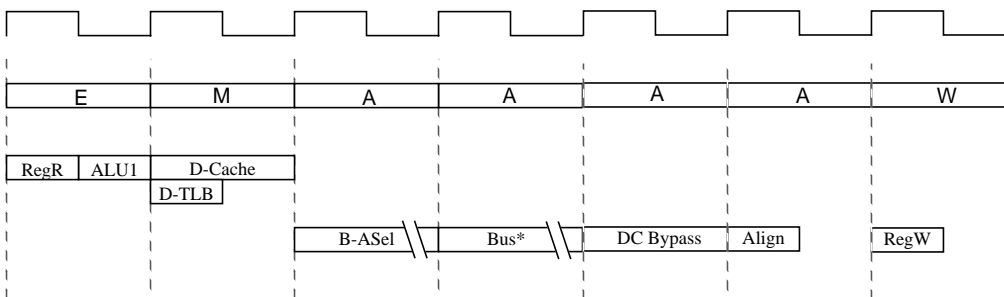 E M A A A A W
RegR ALU1 D-Cache
D-TLB
B-ASel Bus* DC Bypass Align RegW